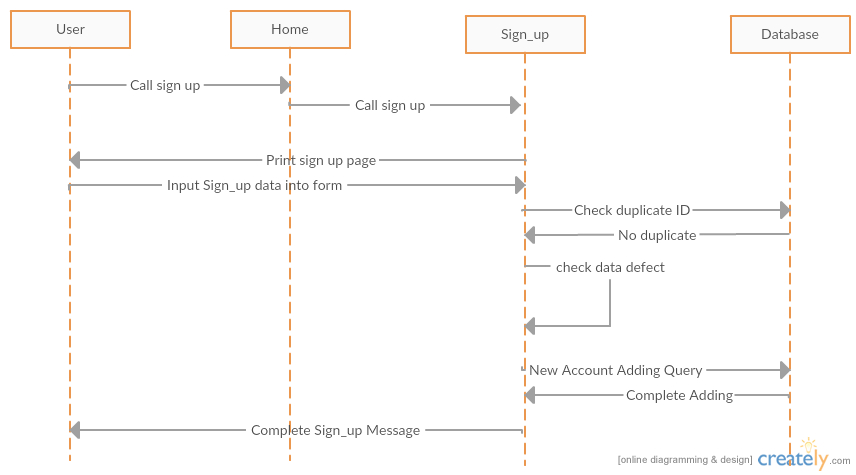 User
Home
Sign_up
Database
Call sign up
Call sign up
Print sign up page
Input Sign_up data into form
Check duplicate ID
No duplicate
check data defect
New Account Adding Query
Complete Adding
Complete Sign_up Message
[online diagramming & design] creately.com